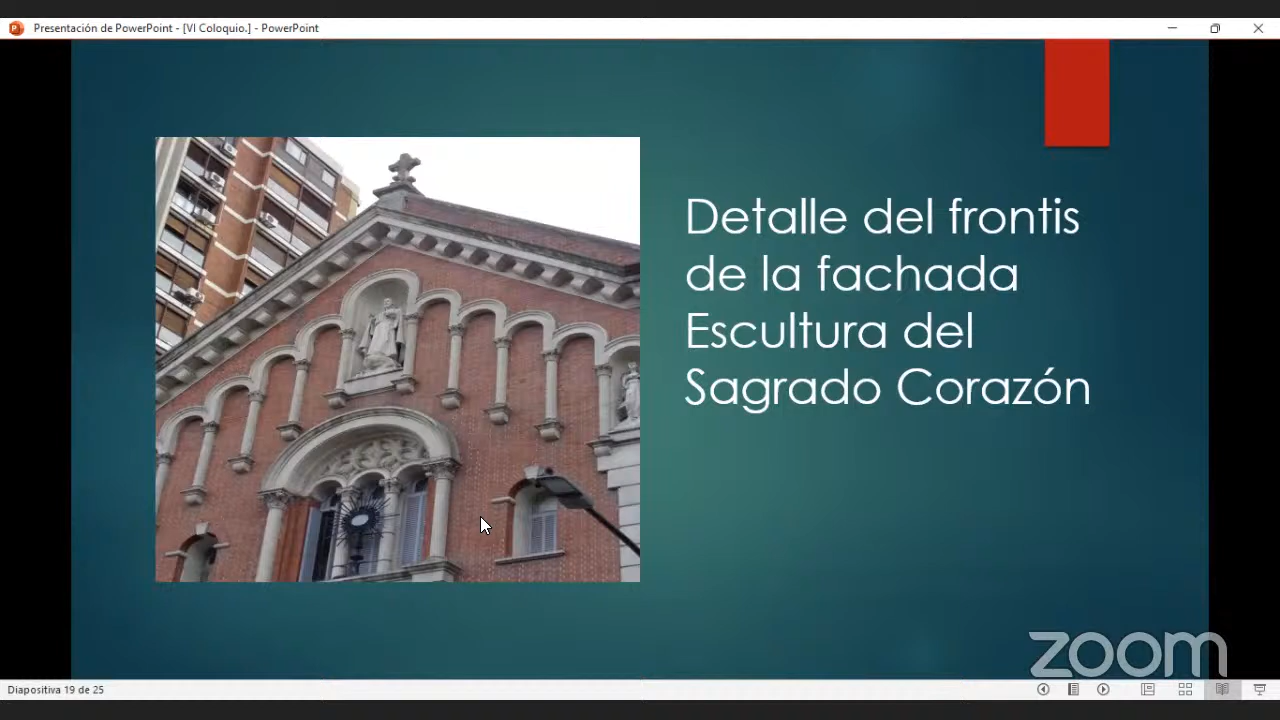 Presentación de PowerPoint - [VI Coloquio.] - PowerPoint
Detalle del frontis
de la fachada
Escultura del
Sagrado Corazón
zoom
Diapositiva 19 de 25